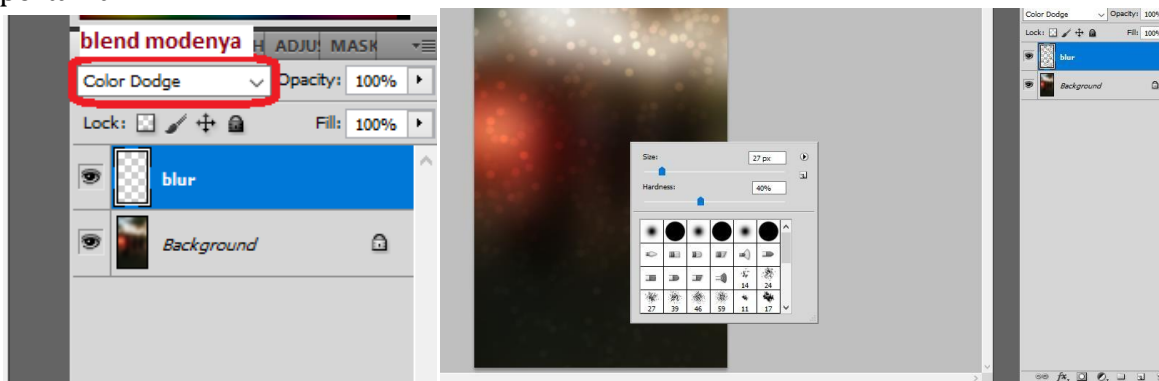 blend modenya
ADJU! MASK
Color Dodge
Opacity: 100%
Lock: Fill: 100%
blur
Background
Size: 27 px
Hardness: 40%
14 24
27 39 46 59 11 17
Color Dodge Opacity: 100%
Lock: Fill: 100%
blur
Background
fx.